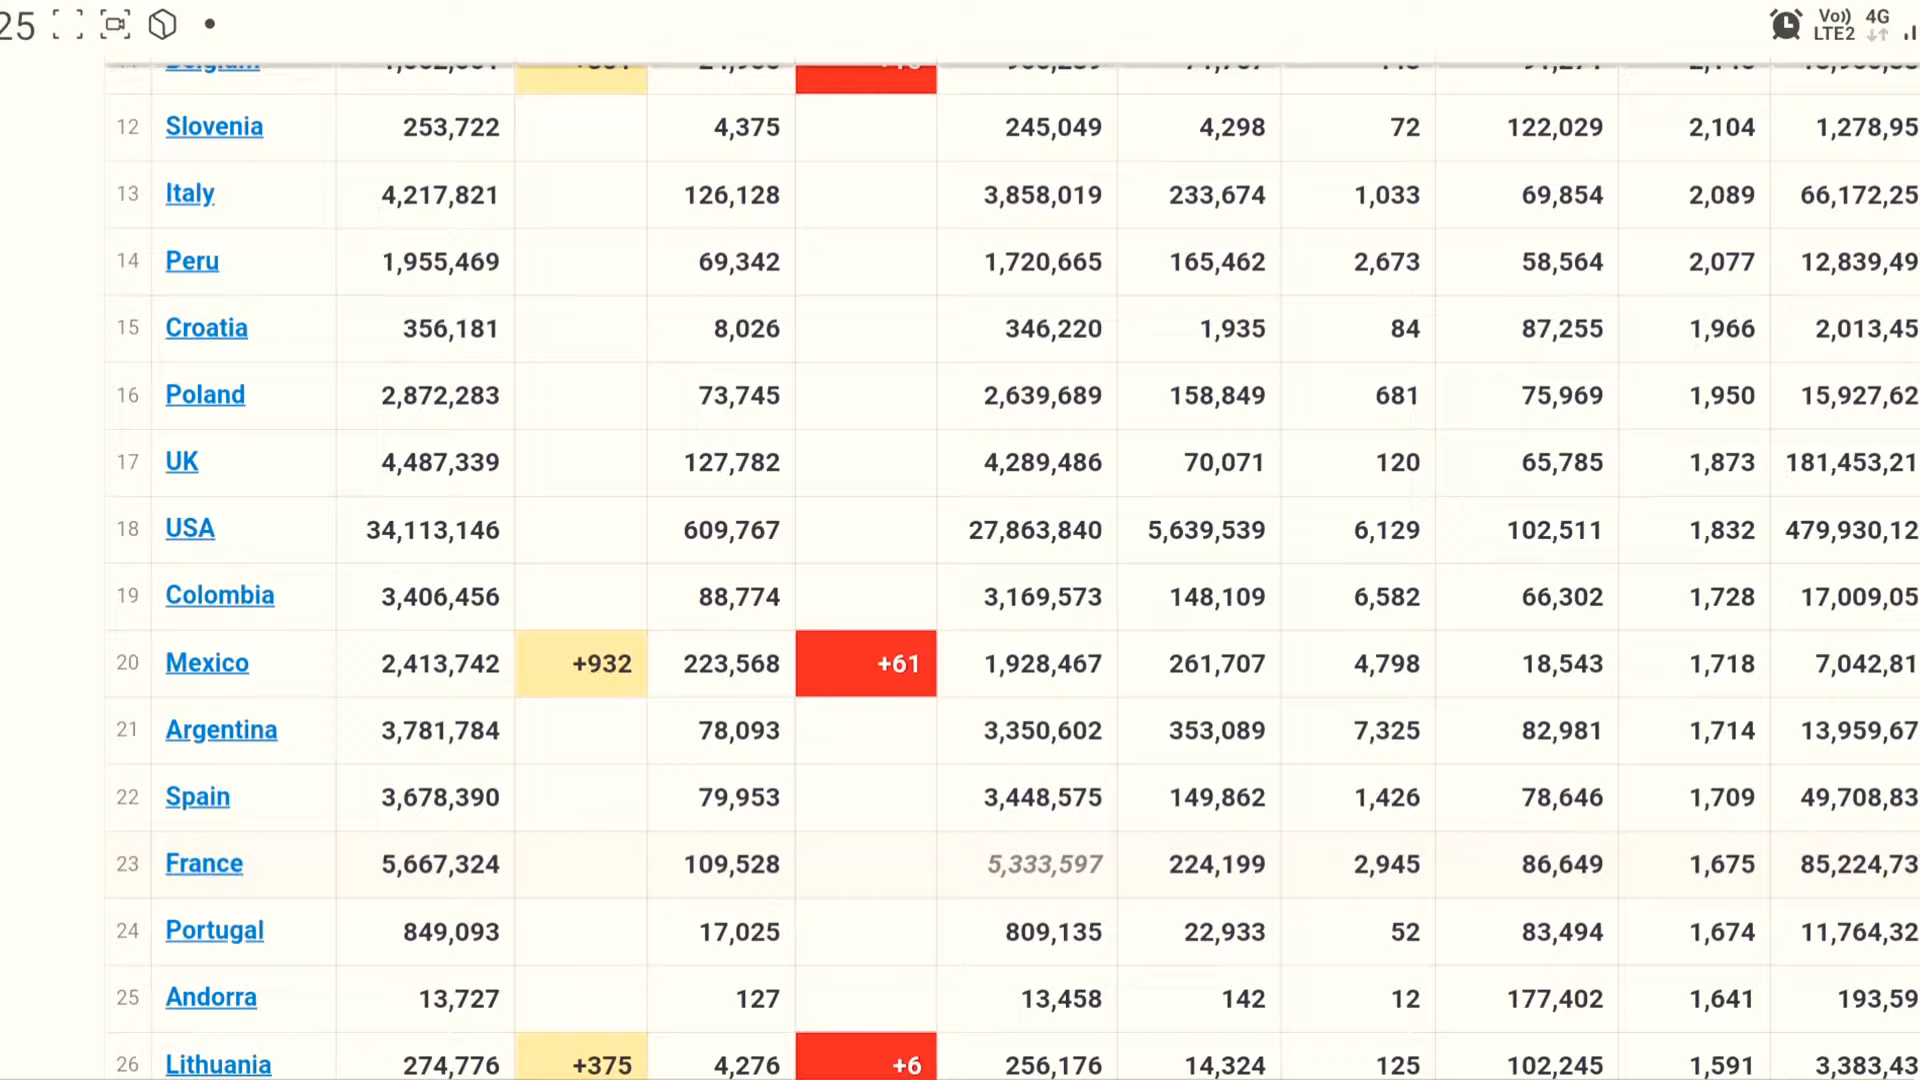 25 Vo)) 4G
LTE2
12 Slovenia 253,722 4,375 245,049 4,298 72 122,029 2,104 1,278,95
13 Italy 4,217,821 126,128 3,858,019 233,674 1,033 69,854 2,089 66,172,25
14 Peru 1,955,469 69,342 1,720,665 165,462 2,673 58,564 2,077 12,839,49
15 Croatia 356,181 8,026 346,220 1,935 84 87,255 1,966 2,013,45
16 Poland 2,872,283 73,745 2,639,689 158,849 681 75,969 1,950 15,927,62
17 UK 4,487,339 127,782 4,289,486 70,071 120 65,785 1,873 181,453,21
18 USA 34,113,146 609,767 27,863,840 5,639,539 6,129 102,511 1,832 479,930,12
19 Colombia 3,406,456 88,774 3,169,573 148,109 6,582 66,302 1,728 17,009,05
20 Mexico 2,413,742 +932 223,568 +61 1,928,467 261,707 4,798 18,543 1,718 7,042,81
21 Argentina 3,781,784 78,093 3,350,602 353,089 7,325 82,981 1,714 13,959,67
22 Spain 3,678,390 79,953 3,448,575 149,862 1,426 78,646 1,709 49,708,83
23 France 5,667,324 109,528 5,333,597 224,199 2,945 86,649 1,675 85,224,73
24 Portugal 849,093 17,025 809,135 22,933 52 83,494 1,674 11,764,32
25 Andorra 13,727 127 13,458 142 12 177,402 1,641 193,59
26 Lithuania 274,776 +375 4,276 +6 256,176 14,324 125 102,245 1,591 3,383,43